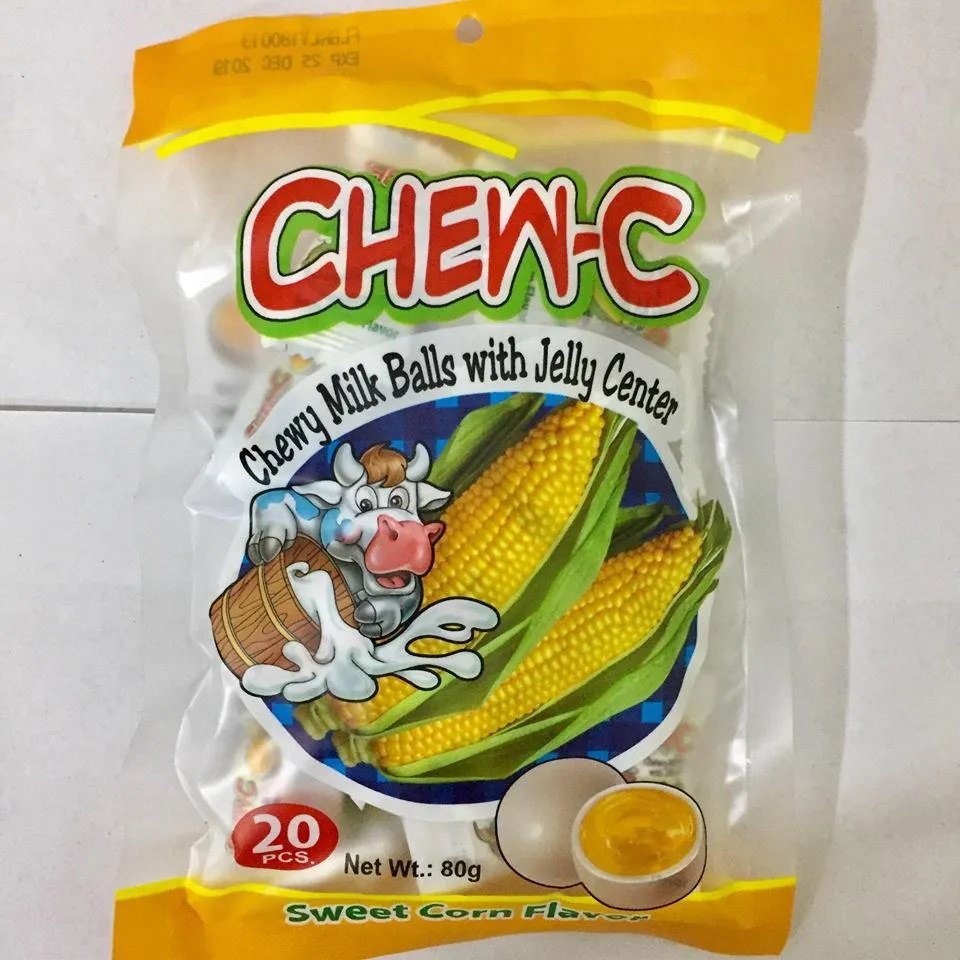 EXP 25 DEC 2019
CHEW-C
Chewy Milk Balls with Jelly Center
20
PCS.
Net Wt.: 80g
Sweet Corn Flavor